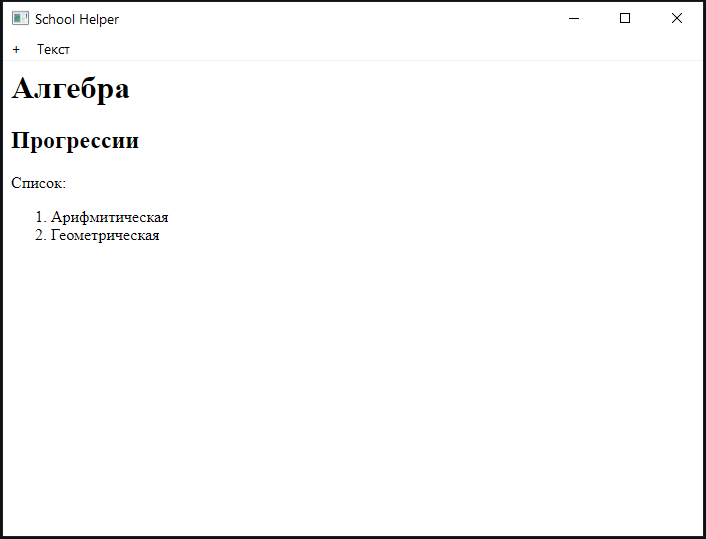 School Helper
+ Текст
Алгебра
Прогрессии
Список:
1. Арифмитическая
2. Геометрическая